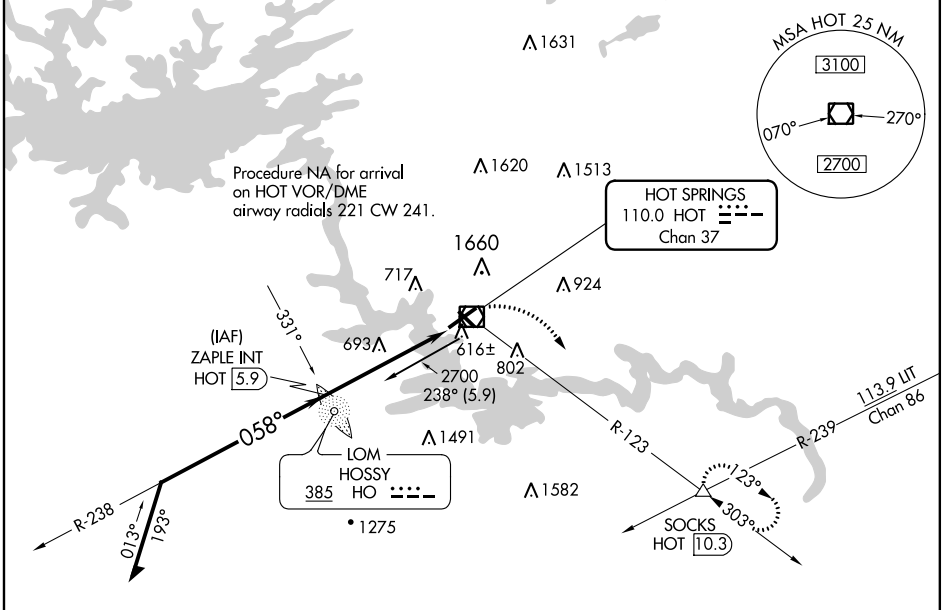 1631
MSA HOT 25 NM
3100
070°
270°
2700
Procedure NA for arrival
on HOT VOR/DME
airway radials 221 CW 241.
1620
1513
HOT SPRINGS
110.0 HOT
Chan 37
1660
717
924
331°
(IAF)
ZAPLE INT
HOT 5.9
693
616±
802
2700
238° (5.9)
058°
113.9 LIT
Chan 86
R-239
R-123
1491
LOM
HOSSY
385 HO
R-238
013°
193°
1275
1582
123°
303°
SOCKS
HOT 10.3